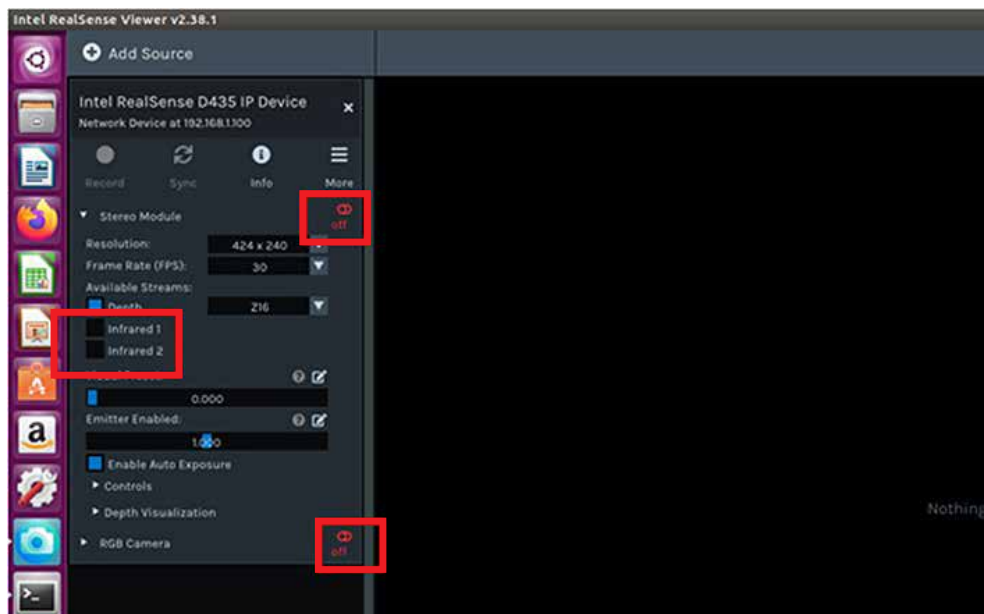 Intel RealSense Viewer v2.38.1
Add Source
Intel RealSense D435 IP Device
Network Device at 192.168.1.100
Record Sync Info More
Stereo Module off
Resolution: 424 x 240
Frame Rate (FPS): 30
Available Streams:
Depth Z16
Infrared 1
Infrared 2
0.000
Emitter Enabled:
1.000
Enable Auto Exposure
Controls
Depth Visualization
Nothing
RGB Camera off